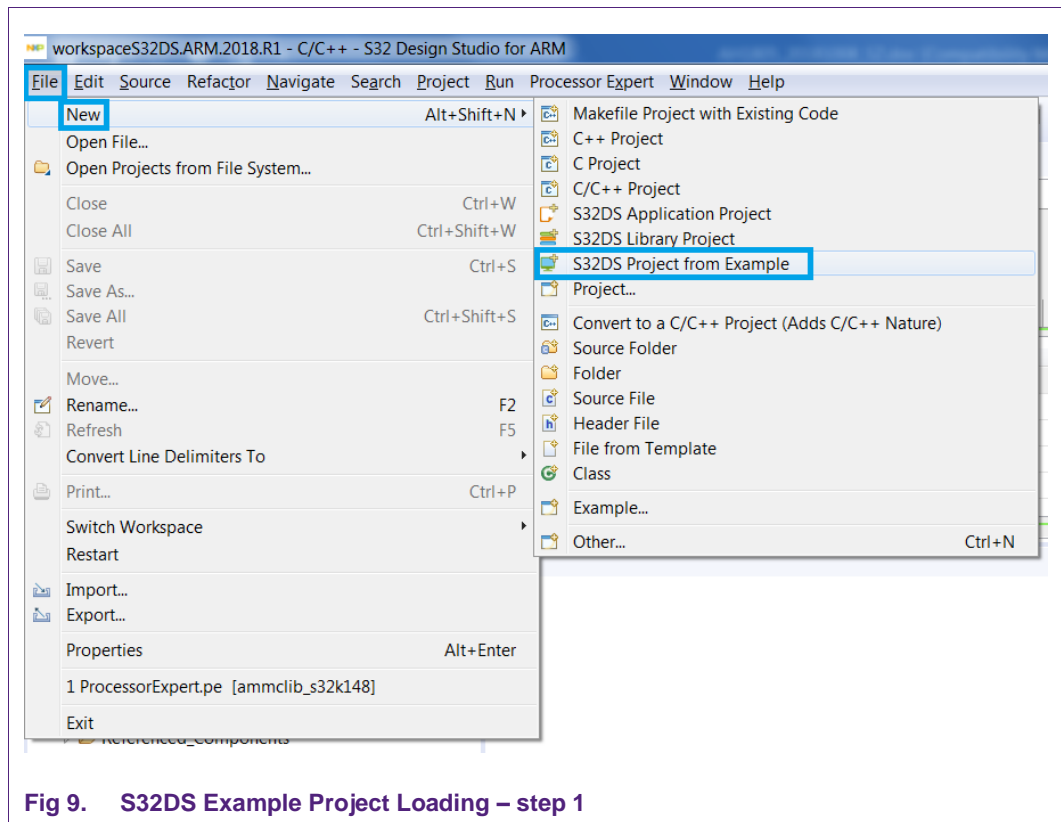 workspaceS32DS.ARM.2018.R1 - C/C++ - S32 Design Studio for ARM
File Edit Source Refactor Navigate Search Project Run Processor Expert Window Help
New Alt+Shift+N
Open File...
Open Projects from File System...
Close Ctrl+W
Close All Ctrl+Shift+W
Save Ctrl+S
Save As...
Save All Ctrl+Shift+S
Revert
Move...
Rename... F2
Refresh F5
Convert Line Delimiters To
Print... Ctrl+P
Switch Workspace
Restart
Import...
Export...
Properties Alt+Enter
1 ProcessorExpert.pe [ammclib_s32k148]
Exit
Makefile Project with Existing Code
C++ Project
C Project
C/C++ Project
S32DS Application Project
S32DS Library Project
S32DS Project from Example
Project...
Convert to a C/C++ Project (Adds C/C++ Nature)
Source Folder
Folder
Source File
Header File
File from Template
Class
Example...
Other... Ctrl+N
Referenced_Components
Fig 9. S32DS Example Project Loading – step 1